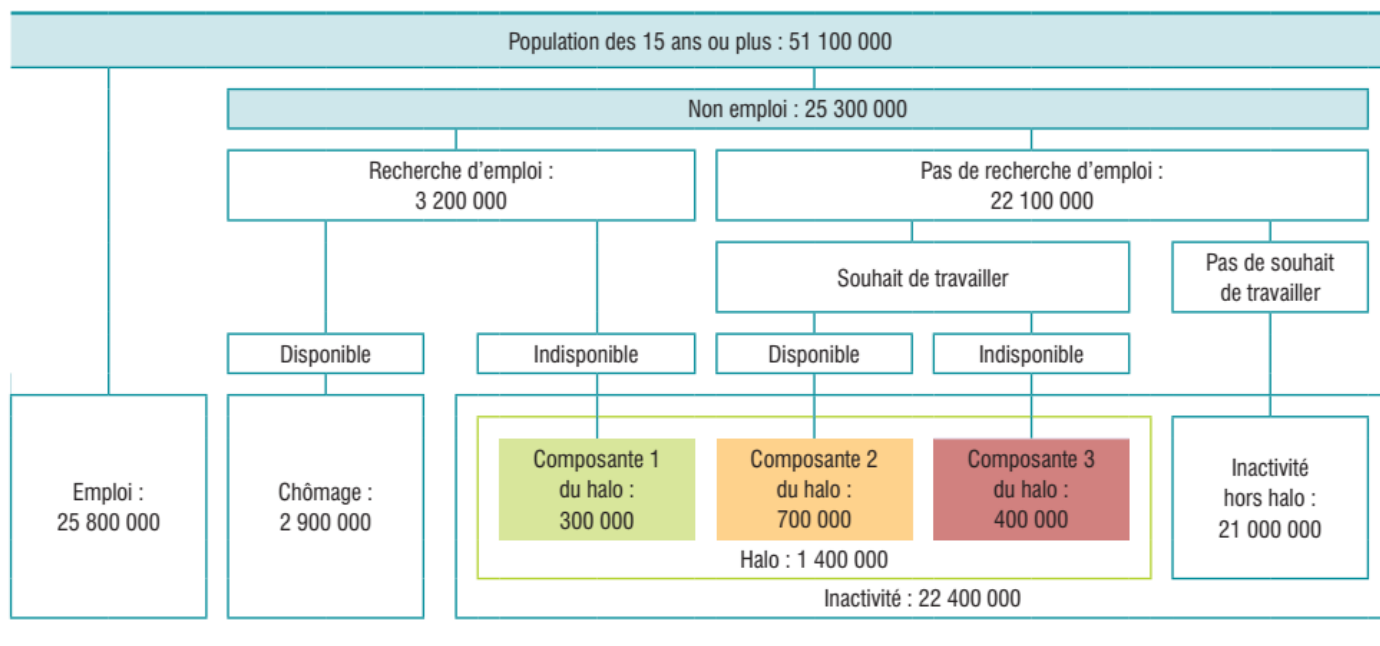 Population des 15 ans ou plus : 51 100 000
Non emploi : 25 300 000
Recherche d’emploi :
3 200 000
Pas de recherche d’emploi :
22 100 000
Souhait de travailler
Pas de souhait
de travailler
Disponible
Indisponible
Disponible
Indisponible
Emploi :
25 800 000
Chômage :
2 900 000
Composante 1
du halo :
300 000
Composante 2
du halo :
700 000
Composante 3
du halo :
400 000
Inactivité
hors halo :
21 000 000
Halo : 1 400 000
Inactivité : 22 400 000